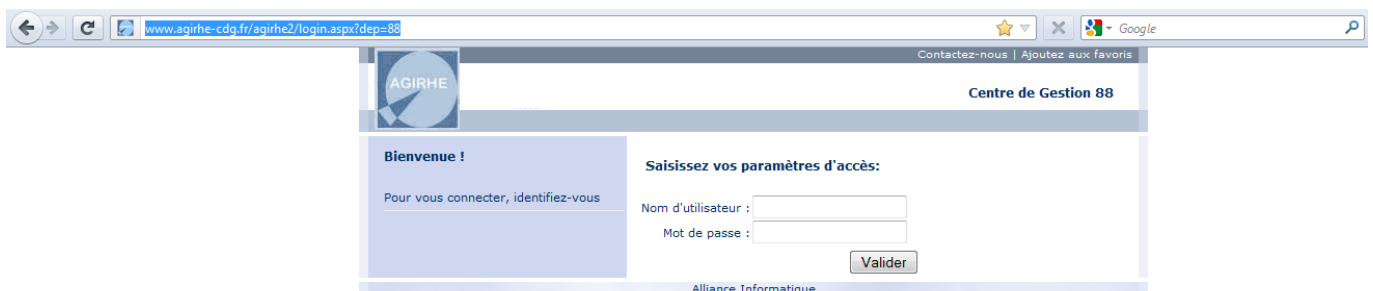 www.agirhe-cdg.fr/agirhe2/login.aspx?dep=88 Google
Contactez-nous | Ajoutez aux favoris
AGIRHE
Centre de Gestion 88
Bienvenue !
Pour vous connecter, identifiez-vous
Saisissez vos paramètres d'accès:
Nom d'utilisateur :
Mot de passe :
Valider
Alliance Informatique